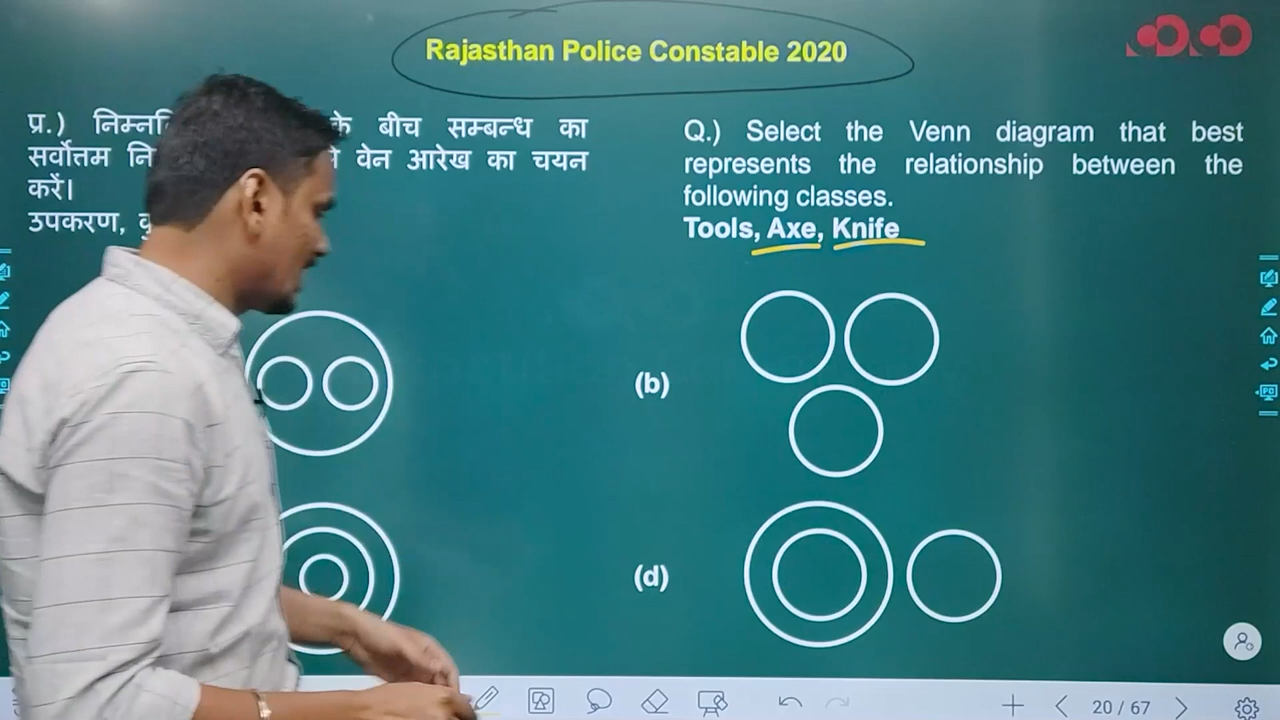 Rajasthan Police Constable 2020
प्र.) के बीच सम्बन्ध का
सर्वोत्तम वेन आरेख का चयन
करें।
उपकरण,
Q.) Select the Venn diagram that best
represents the relationship between the
following classes.
Tools, Axe, Knife
(b)
(d)
20 / 67